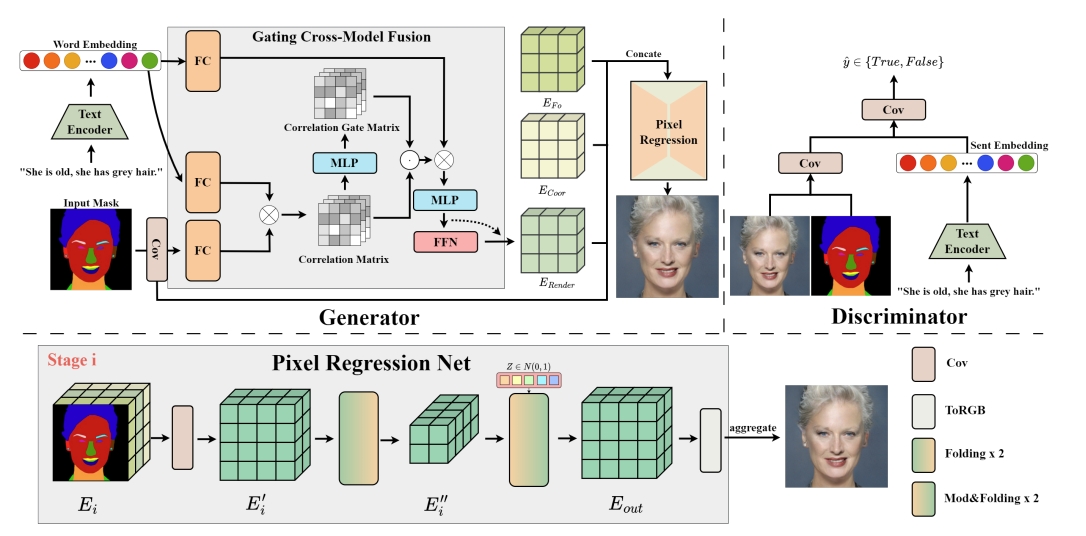 Word Embedding
Text
Encoder
"She is old, she has grey hair."
Input Mask
Cov
Gating Cross-Model Fusion
FC
FC
FC
Correlation Gate Matrix
MLP
Correlation Matrix
MLP
FFN
E_{Fo}
E_{Coor}
E_{Render}
Concate
Pixel
Regression
Generator
ŷ ∈ {True, False}
Cov
Cov
Sent Embedding
Text
Encoder
"She is old, she has grey hair."
Discriminator
Stage i
Pixel Regression Net
Z ∈ N(0,1)
E_i
E_i'
E_i''
E_{out}
aggregate
Cov
ToRGB
Folding x 2
Mod&Folding x 2